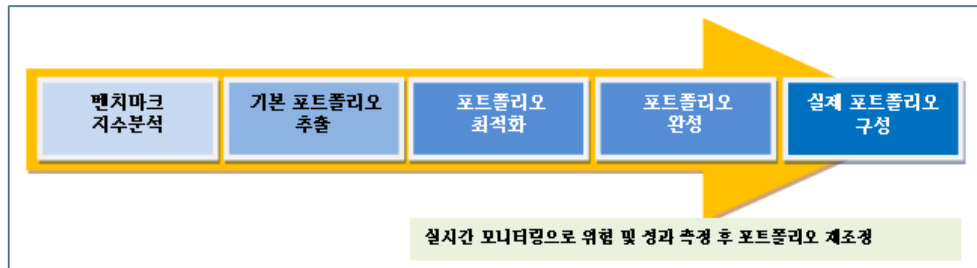 벤치마크
지수분석
기본 포트폴리오
추출
포트폴리오
최적화
포트폴리오
완성
실제 포트폴리오
구성
실시간 모니터링으로 위험 및 성과 측정 후 포트폴리오 재조정